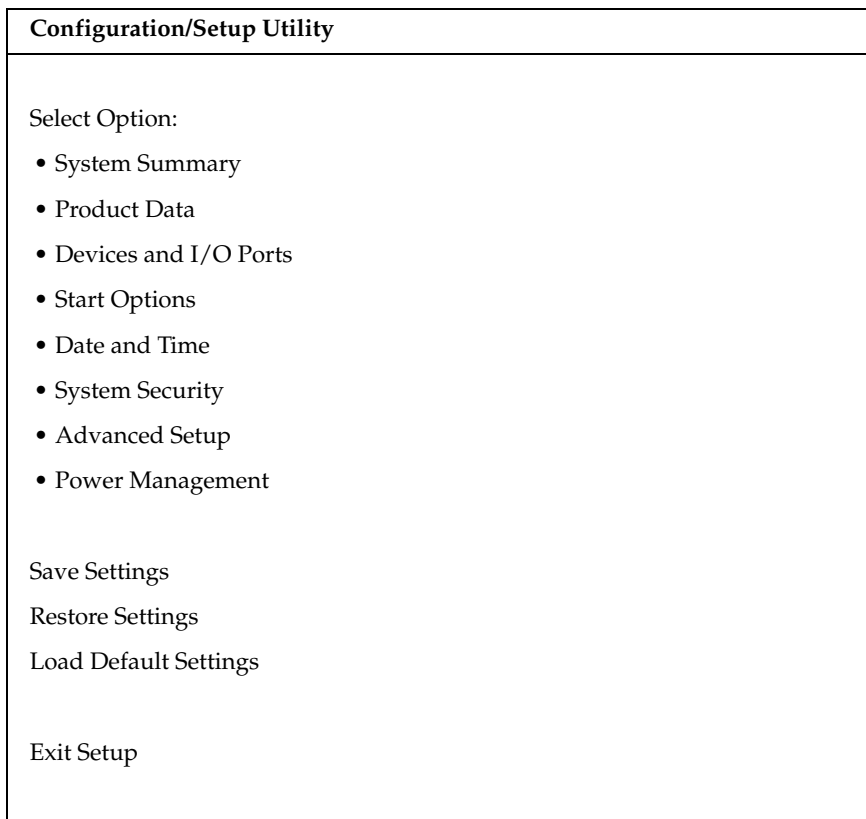 Configuration/Setup Utility
Select Option:
• System Summary
• Product Data
• Devices and I/O Ports
• Start Options
• Date and Time
• System Security
• Advanced Setup
• Power Management
Save Settings
Restore Settings
Load Default Settings
Exit Setup